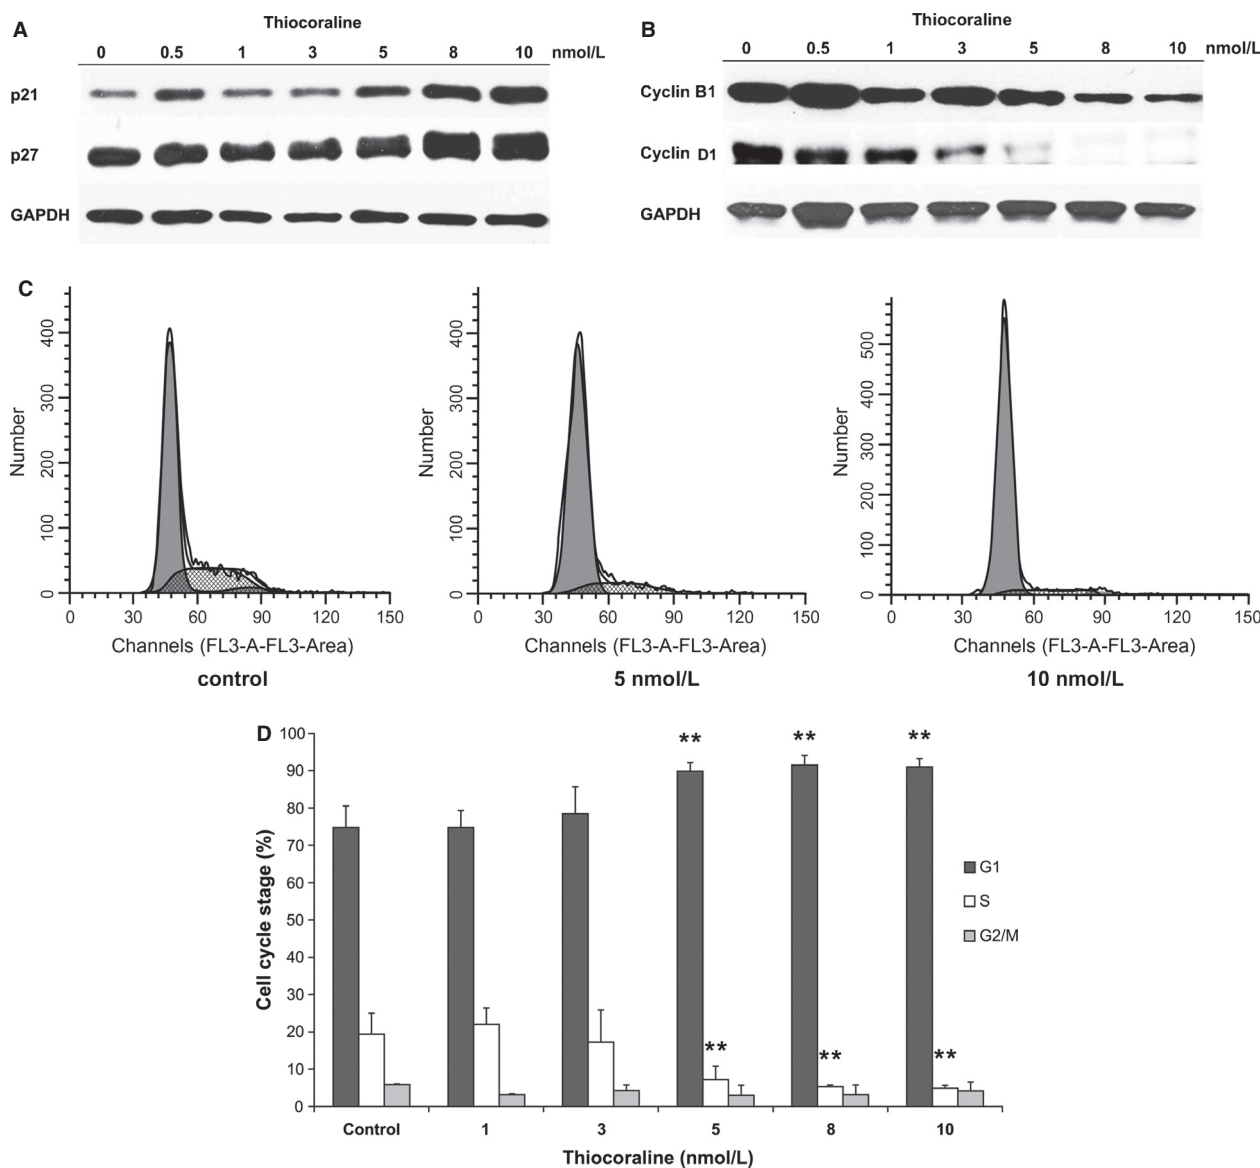 A
Thiocoraline
0 0.5 1 3 5 8 10 nmol/L
p21
p27
GAPDH
B
Thiocoraline
0 0.5 1 3 5 8 10 nmol/L
Cyclin B1
Cyclin D1
GAPDH
C
Number
400
300
200
100
0
0 30 60 90 120 150
Channels (FL3-A-FL3-Area)
control
Number
400
300
200
100
0
0 30 60 90 120 150
Channels (FL3-A-FL3-Area)
5 nmol/L
Number
500
400
300
200
100
0
0 30 60 90 120 150
Channels (FL3-A-FL3-Area)
10 nmol/L
D
Cell cycle stage (%)
100
90
80
70
60
50
40
30
20
10
0
** ** **
** ** **
G1
S
G2/M
Control 1 3 5 8 10
Thiocoraline (nmol/L)